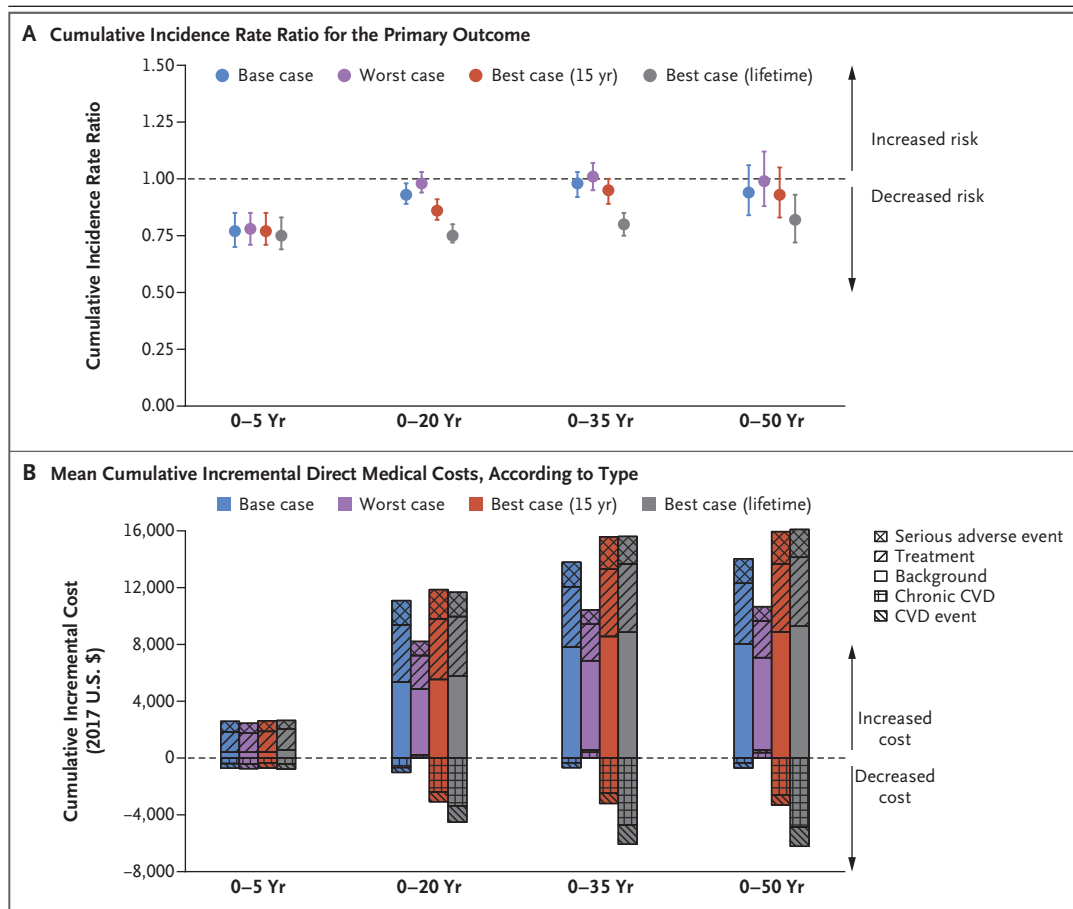 A Cumulative Incidence Rate Ratio for the Primary Outcome
Cumulative Incidence Rate Ratio
1.50
1.25
1.00
0.75
0.50
0.25
0.00
Base case Worst case Best case (15 yr) Best case (lifetime)
Increased risk
Decreased risk
0–5 Yr 0–20 Yr 0–35 Yr 0–50 Yr
B Mean Cumulative Incremental Direct Medical Costs, According to Type
Base case Worst case Best case (15 yr) Best case (lifetime)
Cumulative Incremental Cost
(2017 U.S. $)
16,000
12,000
8,000
4,000
0
−4,000
−8,000
Serious adverse event
Treatment
Background
Chronic CVD
CVD event
Increased
cost
Decreased
cost
0–5 Yr 0–20 Yr 0–35 Yr 0–50 Yr